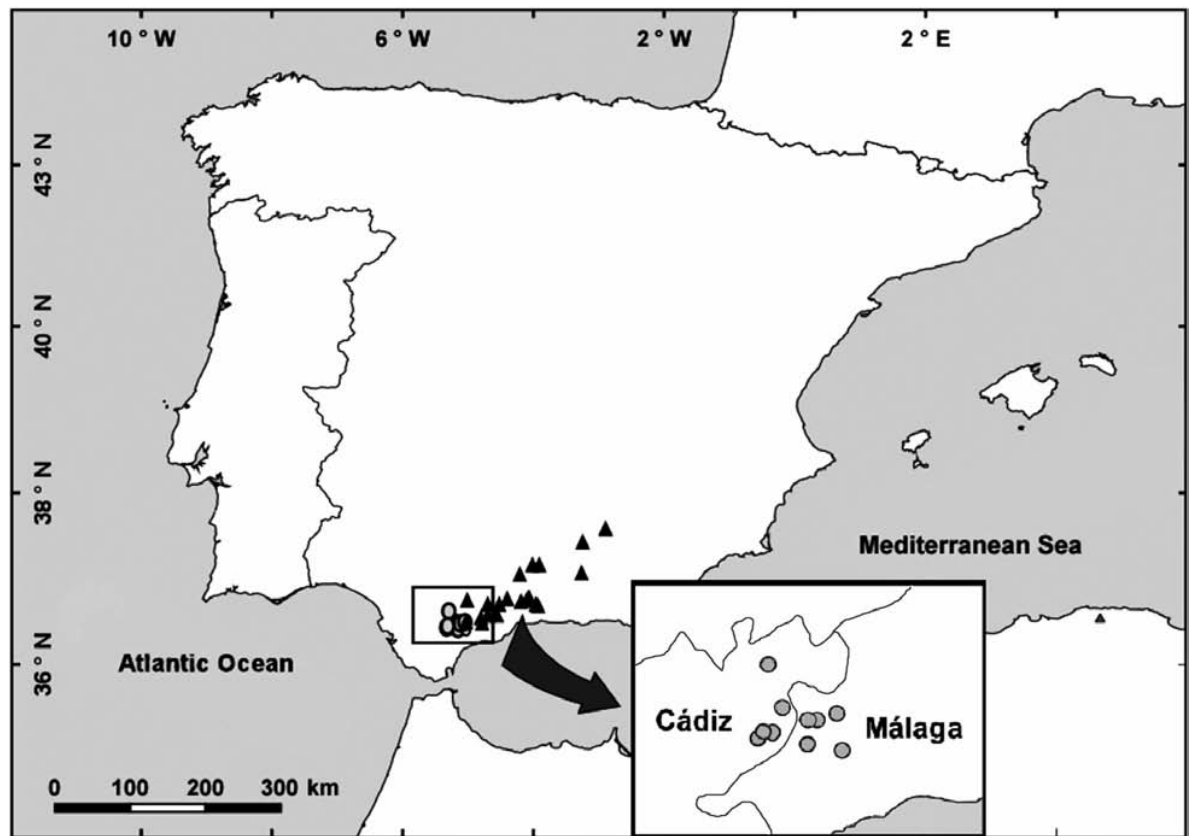 10 ° W 6 ° W 2 ° W 2 ° E
43 ° N
40 ° N
38 ° N
Mediterranean Sea
36 ° N
Atlantic Ocean
Cádiz
Málaga
0 100 200 300 km